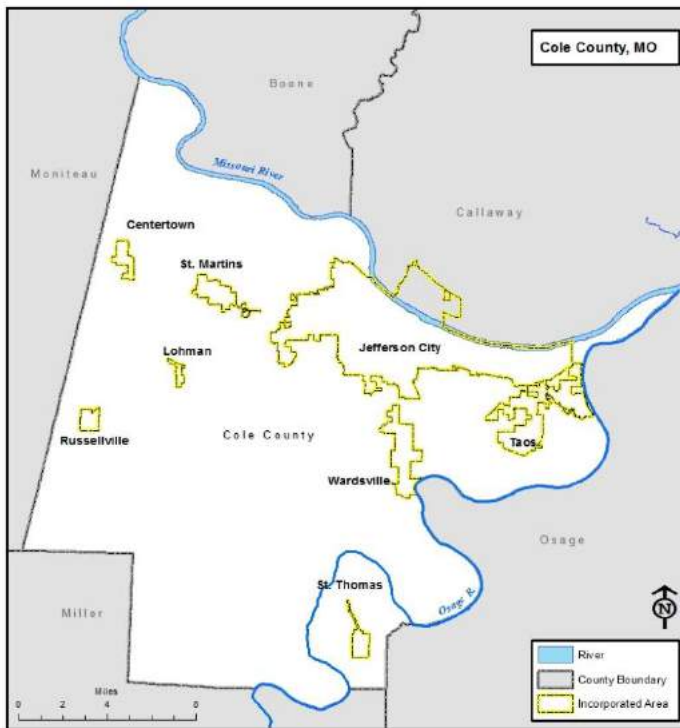 Cole County, MO
Boone
Moniteau
Missouri River
Callaway
Centertown
St. Martins
Jefferson City
Lohman
Russellville
Cole County
Taos
Wardsville
Osage
St. Thomas
Osage R.
Miller
N
River
County Boundary
Incorporated Area
Miles
0 2 4 8